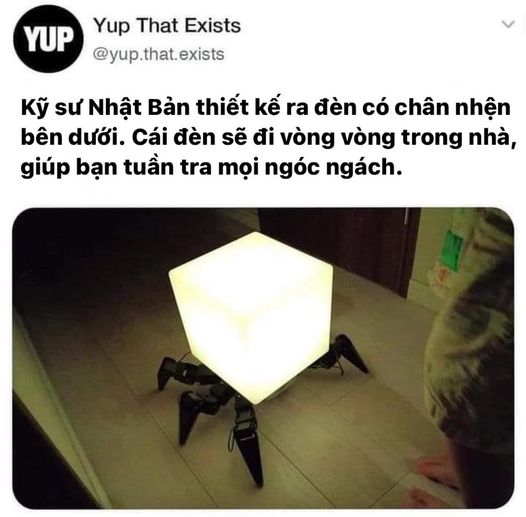 YUP
Yup That Exists
@yup.that.exists
Kỹ sư Nhật Bản thiết kế ra đèn có chân nhện
bên dưới. Cái đèn sẽ đi vòng vòng trong nhà,
giúp bạn tuần tra mọi ngóc ngách.